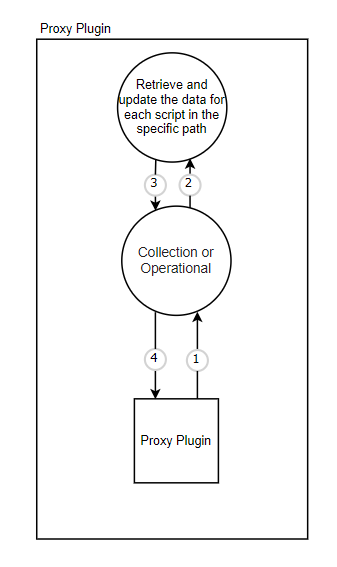 Proxy Plugin
Retrieve and
update the data for
each script in the
specific path
3
2
Collection or
Operational
4
1
Proxy Plugin